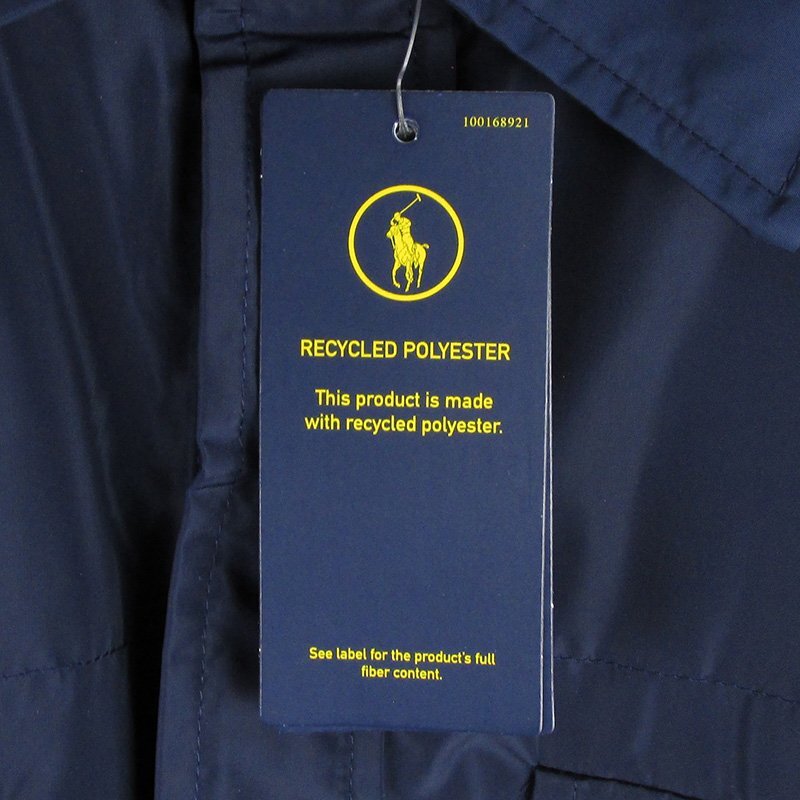 100168921
RECYCLED POLYESTER
This product is made
with recycled polyester.
See label for the product's full
fiber content.